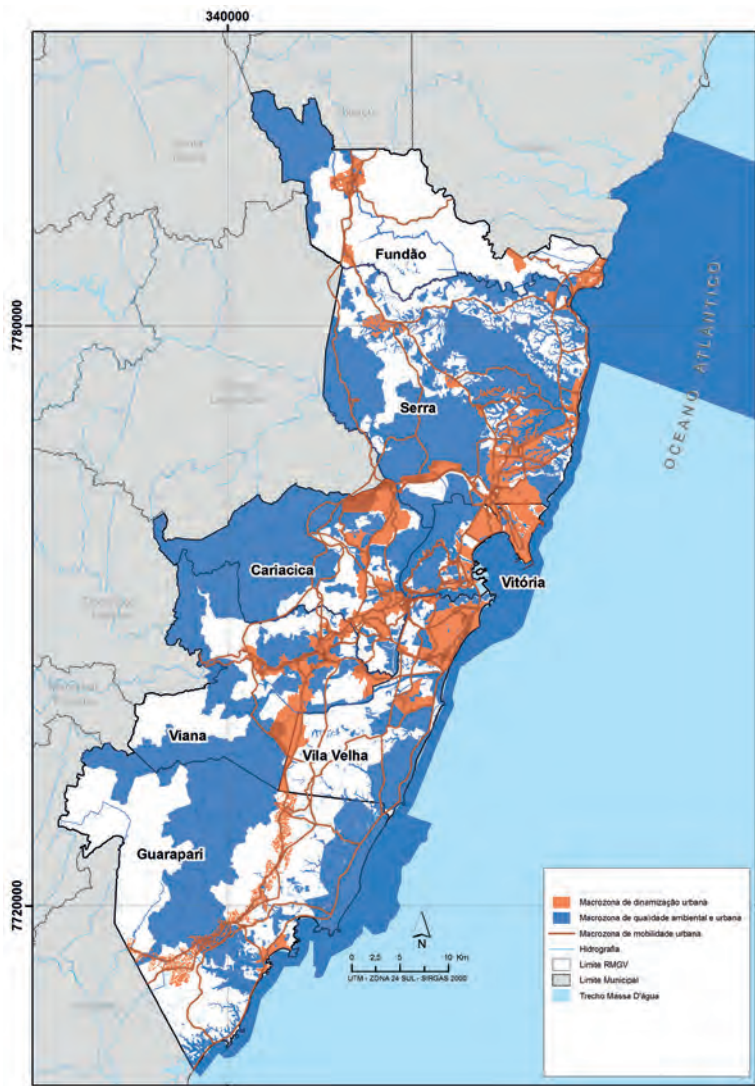 340000
Fundão
7780000
OCEANO ATLÂNTICO
Serra
Cariacica
Vitória
Viana
Vila Velha
Guarapari
7720000
N
0 2,5 5 10 Km
UTM - ZONA 24 SUL - SIRGAS 2000
Macrozona de dinamização urbana
Macrozona de qualidade ambiental e urbana
Macrozona de mobilidade urbana
Hidrografia
Limite RMGV
Limite Municipal
Trecho Massa D'água